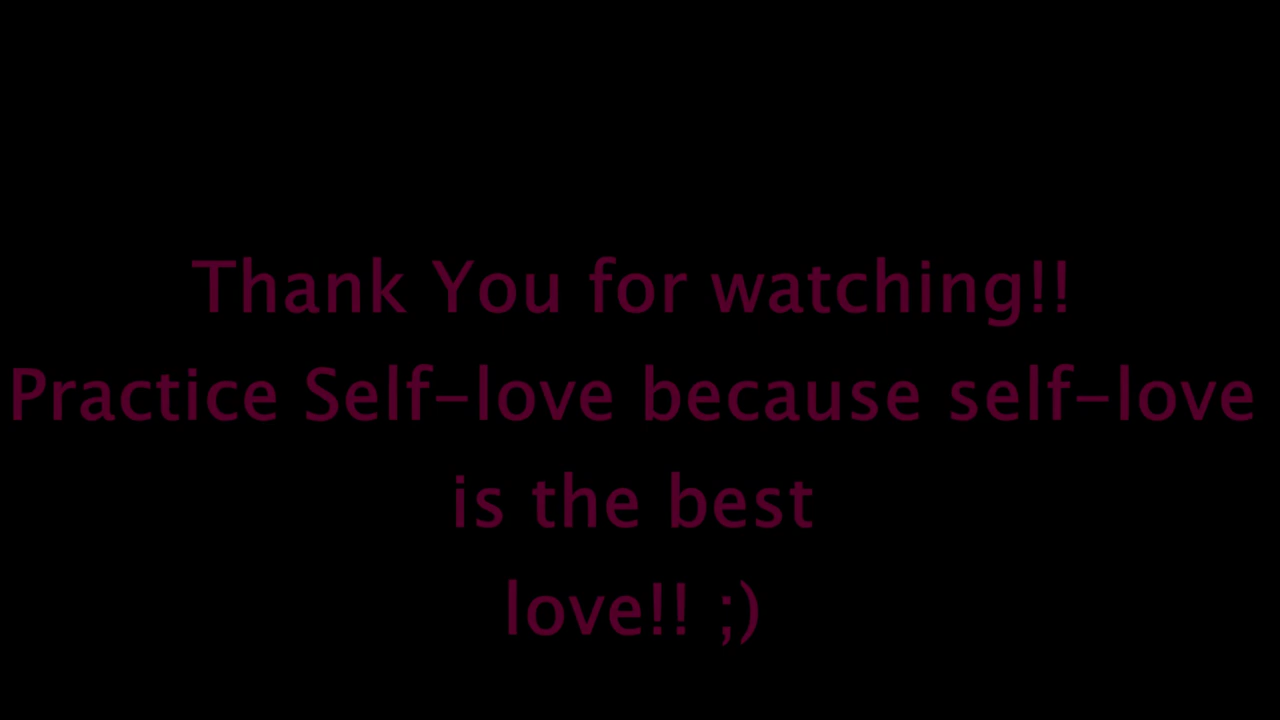 Thank You for watching!!
Practice Self-love because self-love
is the best
love!! ;)